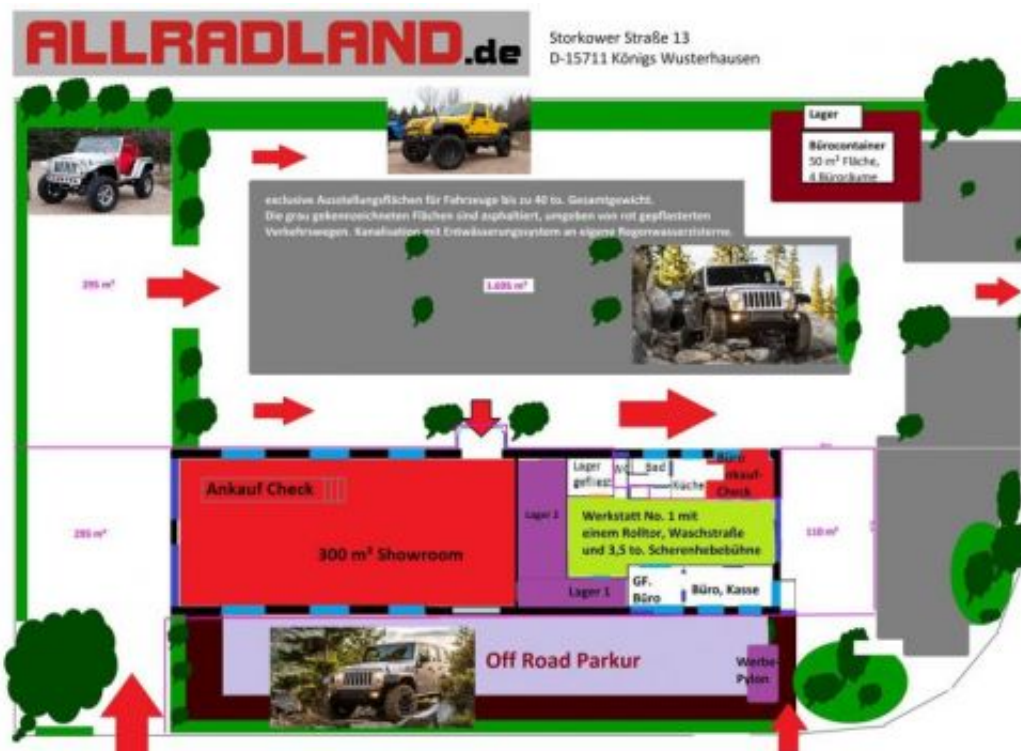 ALLRADLAND.de
Storkower Straße 13
D-15711 Königs Wusterhausen
Lager
Bürocontainer
50 m² Fläche,
4 Büroräume
exclusive Ausstellungsflächen für Fahrzeuge bis zu 40 to. Gesamtgewicht.
Die grau gekennzeichneten Flächen sind asphaltiert, umgeben von rot gepflasterten
Verkehrswegen. Kanalisation mit Entwässerungssystem an eigene Regenwasserzisterne.
295 m²
1.695 m²
Ankauf Check
300 m² Showroom
Lager 2
Lager
gefliest
Bad
Küche
Büro
Ankauf-
Check
Werkstatt No. 1 mit
einem Rolltor, Waschstraße
und 3,5 to. Scherenhebebühne
295 m²
110 m²
Lager 1
GF.
Büro
Büro, Kasse
Off Road Parkur
Werbe-
Pylon